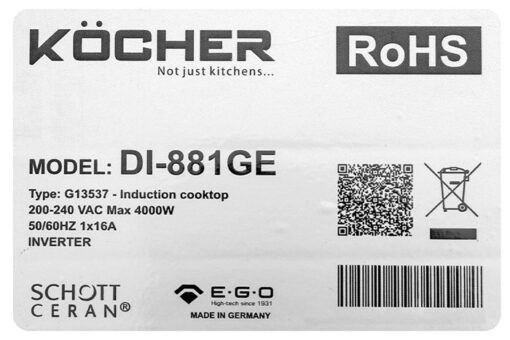 KÖCHER
Not just kitchens...
RoHS
MODEL: DI-881GE
Type: G13537 - Induction cooktop
200-240 VAC Max 4000W
50/60HZ 1x16A
INVERTER
SCHOTT
CERAN®
E·G·O
High-tech since 1931
MADE IN GERMANY